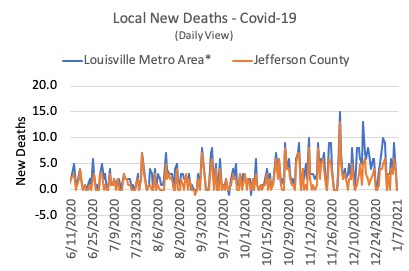 Local New Deaths - Covid-19
(Daily View)
Louisville Metro Area* Jefferson County
New Deaths
20.0
15.0
10.0
5.0
0.0
-5.0
6/11/2020 6/25/2020 7/9/2020 7/23/2020 8/6/2020 8/20/2020 9/3/2020 9/17/2020 10/1/2020 10/15/2020 10/29/2020 11/12/2020 11/26/2020 12/10/2020 12/24/2020 1/7/2021